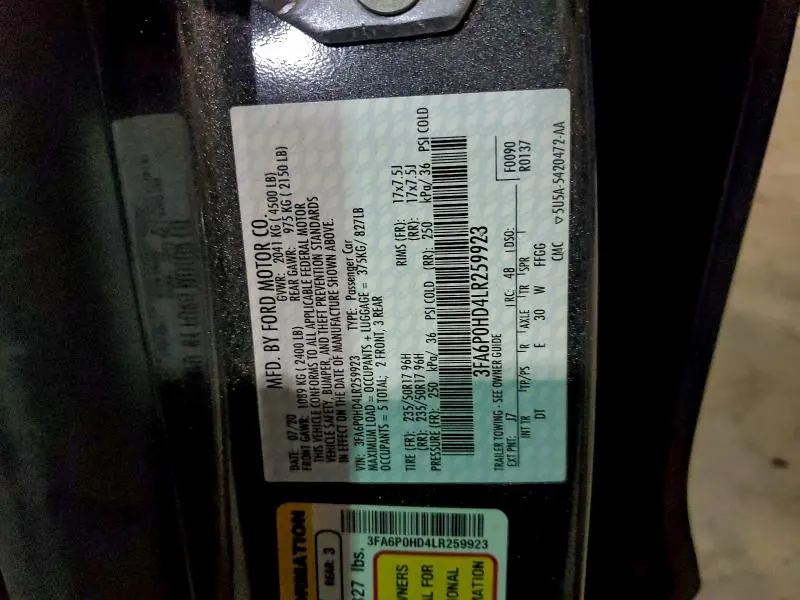 MFD. BY FORD MOTOR CO.
DATE: 07/20 GVWR: 2041 KG ( 4500 LB)
FRONT GAWR: 1089 KG ( 2400 LB) REAR GAWR: 975 KG ( 2150 LB)
THIS VEHICLE CONFORMS TO ALL APPLICABLE FEDERAL MOTOR
VEHICLE SAFETY, BUMPER, AND THEFT PREVENTION STANDARDS
IN EFFECT ON THE DATE OF MANUFACTURE SHOWN ABOVE.
VIN: 3FA6P0HD4LR259923 TYPE: Passenger Car
MAXIMUM LOAD = OCCUPANTS + LUGGAGE = 375KG/ 827LB
OCCUPANTS = 5 TOTAL; 2 FRONT, 3 REAR
TIRE (FR): 235/50R17 96H RIMS (FR): 17x7.5J
(RR): 235/50R17 96H (RR): 17x7.5J
PRESSURE (FR): 250 kPa/ 36 PSI COLD (RR): 250 kPa/ 36 PSI COLD
3FA6P0HD4LR259923
TRAILER TOWING - SEE OWNER GUIDE
F0090
R0137
EXT PNT: J7 RC: 48 DSO:
INT TR TP/PS R AXLE TR SPR
DT E 30 W FFGG
CMC ▽5U5A-5420472-AA
REAR: 3
3FA6P0HD4LR259923